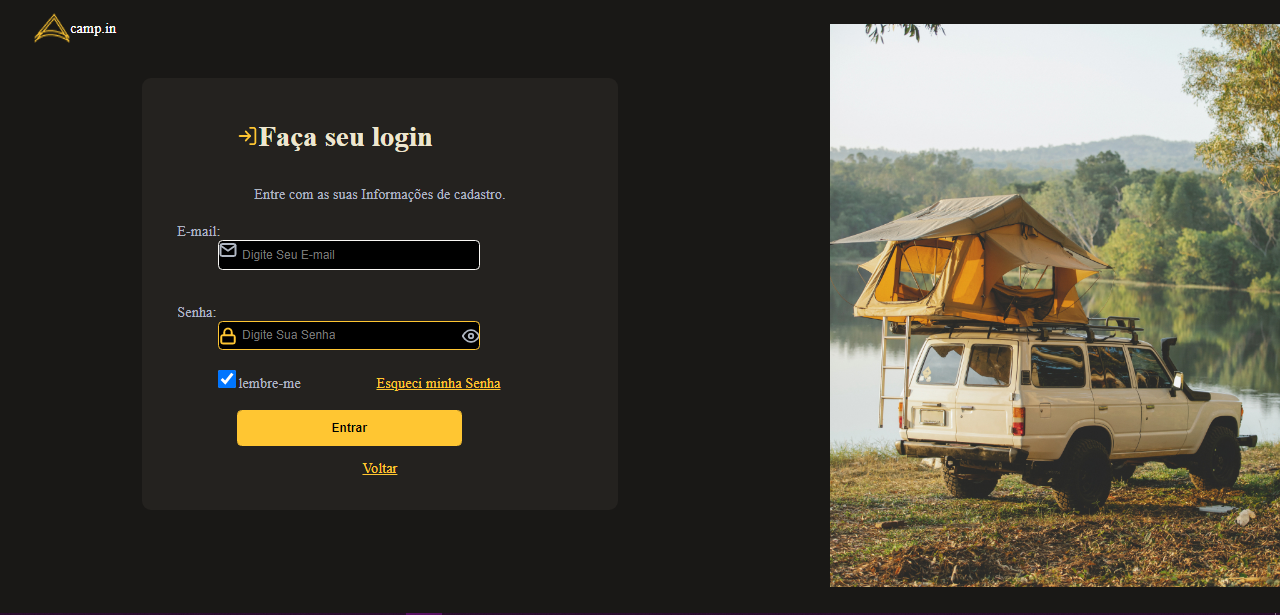 camp.in
Faça seu login
Entre com as suas Informações de cadastro.
E-mail:
Digite Seu E-mail
Senha:
Digite Sua Senha
lembre-me Esqueci minha Senha
Entrar
Voltar